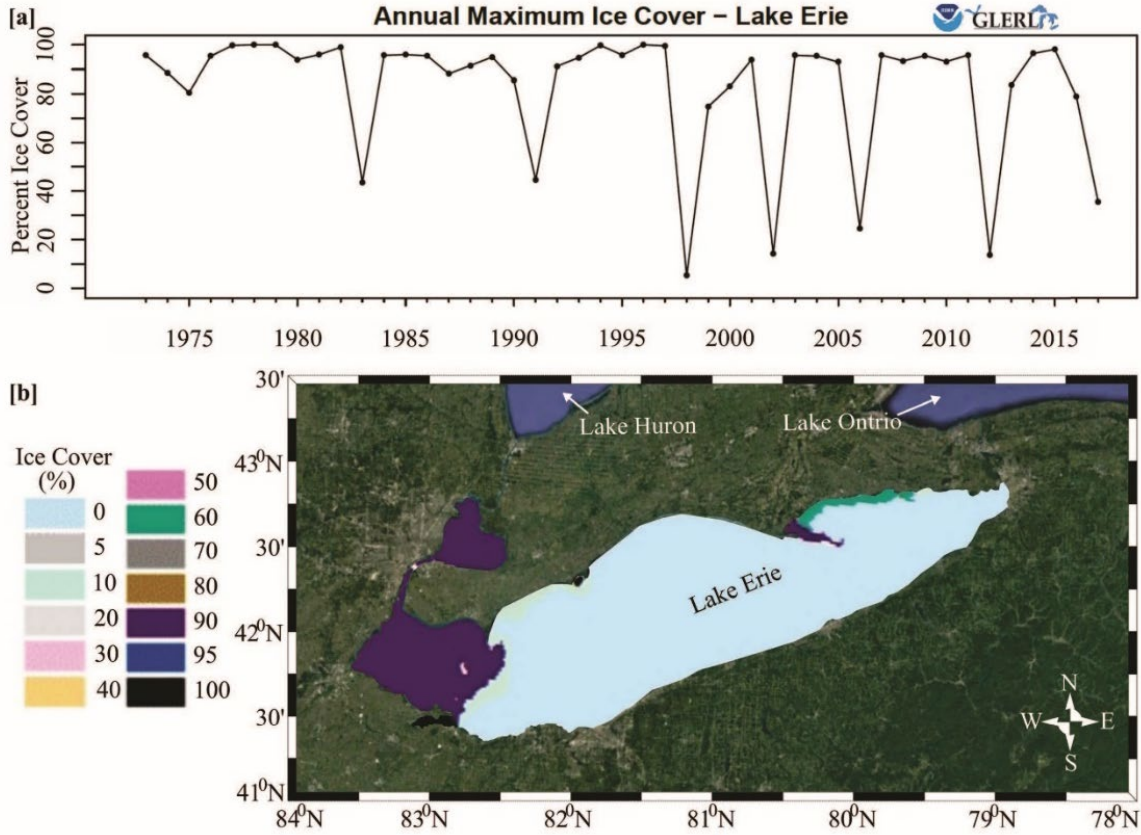 [a]
Annual Maximum Ice Cover – Lake Erie
GLERL
Percent Ice Cover
100
80
60
40
20
0
1975 1980 1985 1990 1995 2000 2005 2010 2015
[b]
Ice Cover
(%)
0
5
10
20
30
40
50
60
70
80
90
95
100
30'
43⁰N
30'
42⁰N
30'
41⁰N
Lake Huron
Lake Ontrio
Lake Erie
N
W E
S
84⁰N 83⁰N 82⁰N 81⁰N 80⁰N 79⁰N 78⁰N